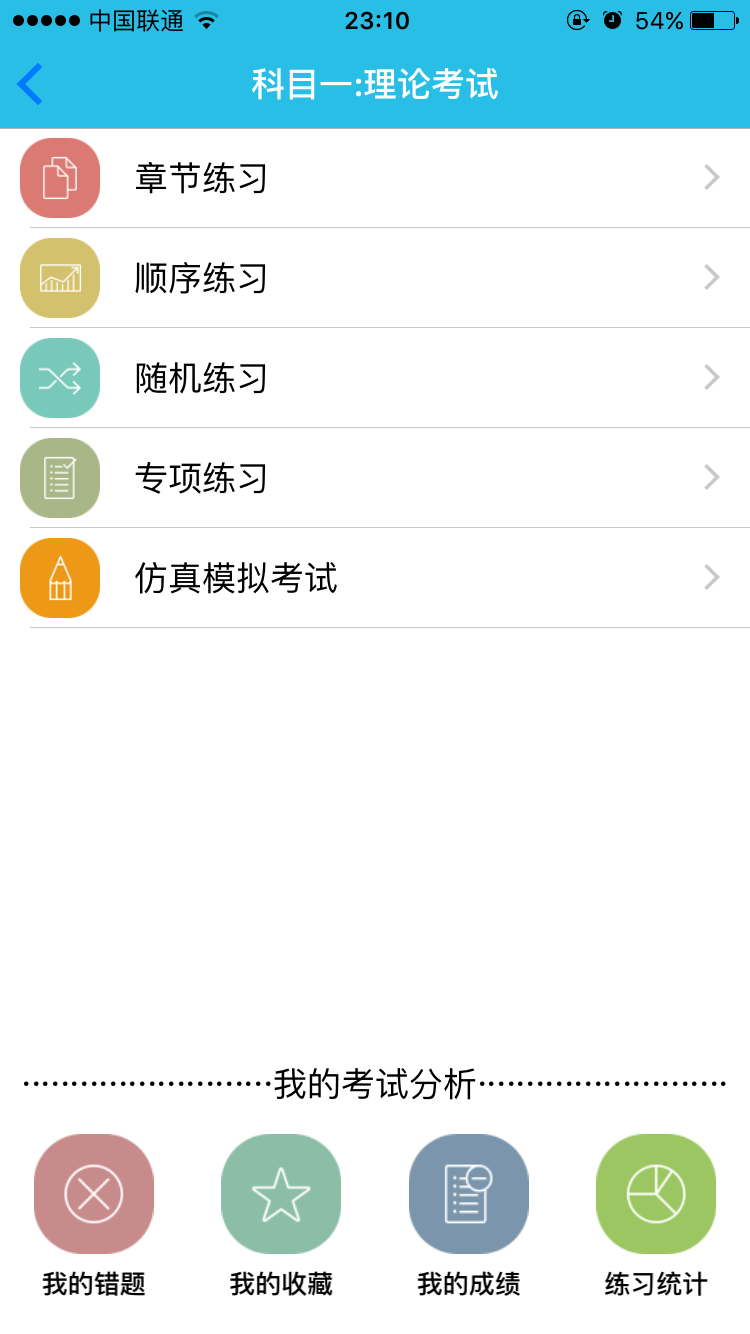 中国联通 23:10 54%
科目一:理论考试
章节练习
顺序练习
随机练习
专项练习
仿真模拟考试
我的考试分析
我的错题 我的收藏 我的成绩 练习统计